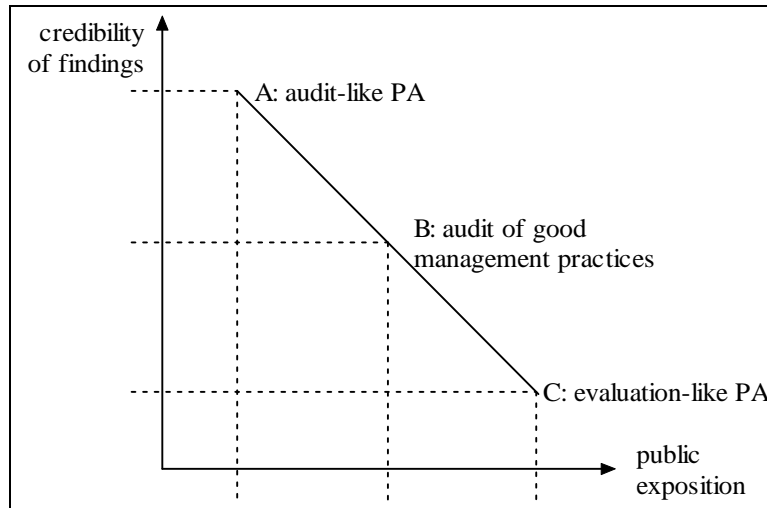 credibility
of findings
A: audit-like PA
B: audit of good
management practices
C: evaluation-like PA
public
exposition